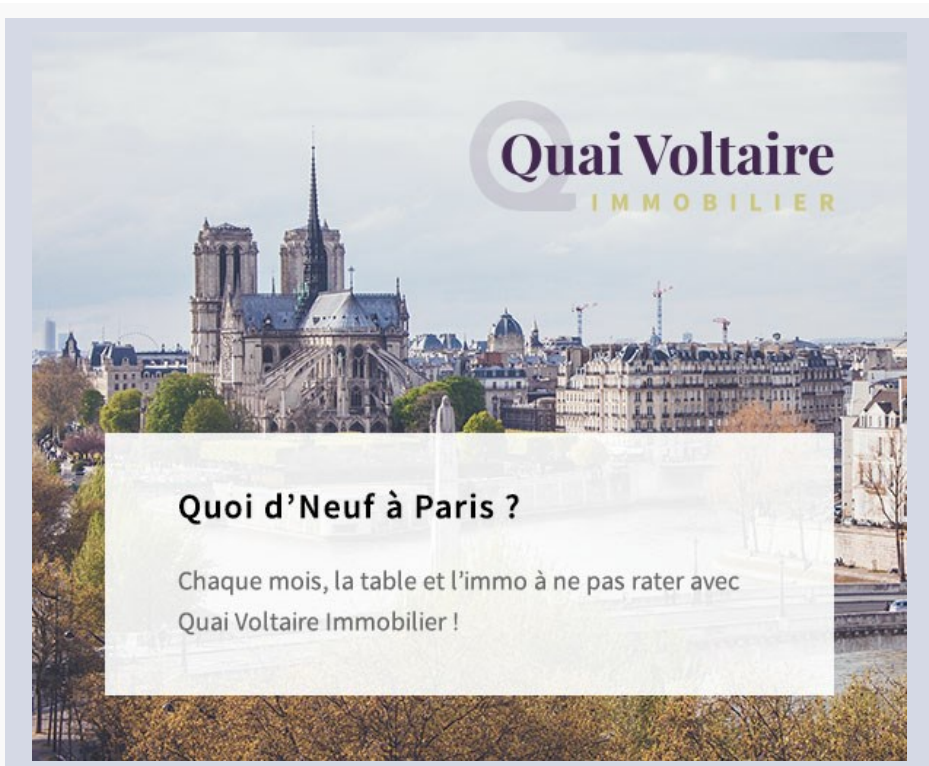 Quai Voltaire
IMMOBILIER
Quoi d’Neuf à Paris ?
Chaque mois, la table et l’immo à ne pas rater avec
Quai Voltaire Immobilier !